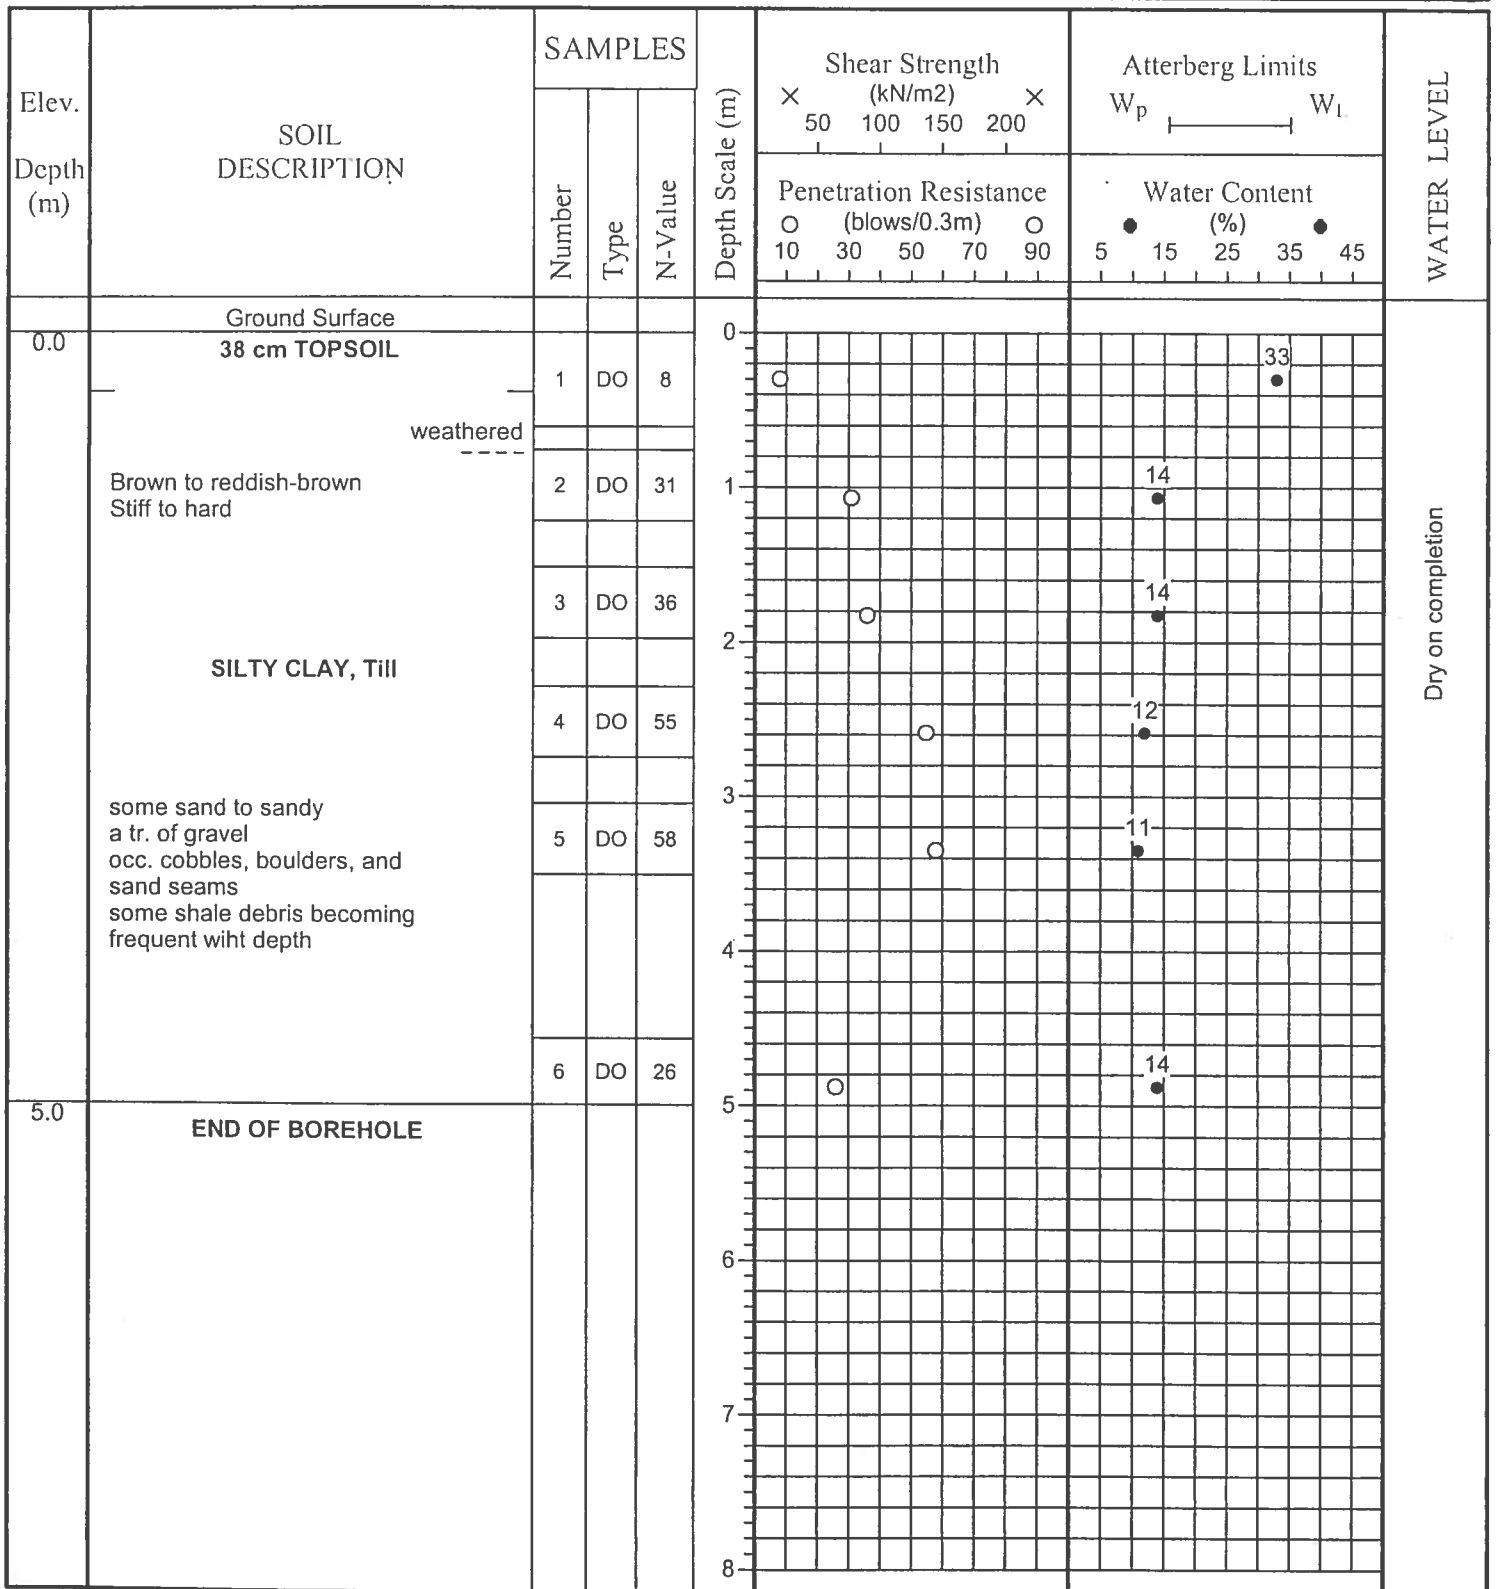 Elev.
Depth
(m)
SOIL
DESCRIPTION
SAMPLES
Number
Type
N-Value
Depth Scale (m)
Shear Strength
× (kN/m2) ×
50 100 150 200
Penetration Resistance
O (blows/0.3m) O
10 30 50 70 90
Atterberg Limits
Wp Wl
Water Content
● (%) ●
5 15 25 35 45
WATER LEVEL
Ground Surface
0.0
38 cm TOPSOIL
1 DO 8
weathered
Brown to reddish-brown
Stiff to hard
2 DO 31
3 DO 36
SILTY CLAY, Till
4 DO 55
some sand to sandy
a tr. of gravel
occ. cobbles, boulders, and
sand seams
some shale debris becoming
frequent wiht depth
5 DO 58
6 DO 26
5.0
END OF BOREHOLE
0
1
2
3
4
5
6
7
8
33
14
14
12
11
14
Dry on completion